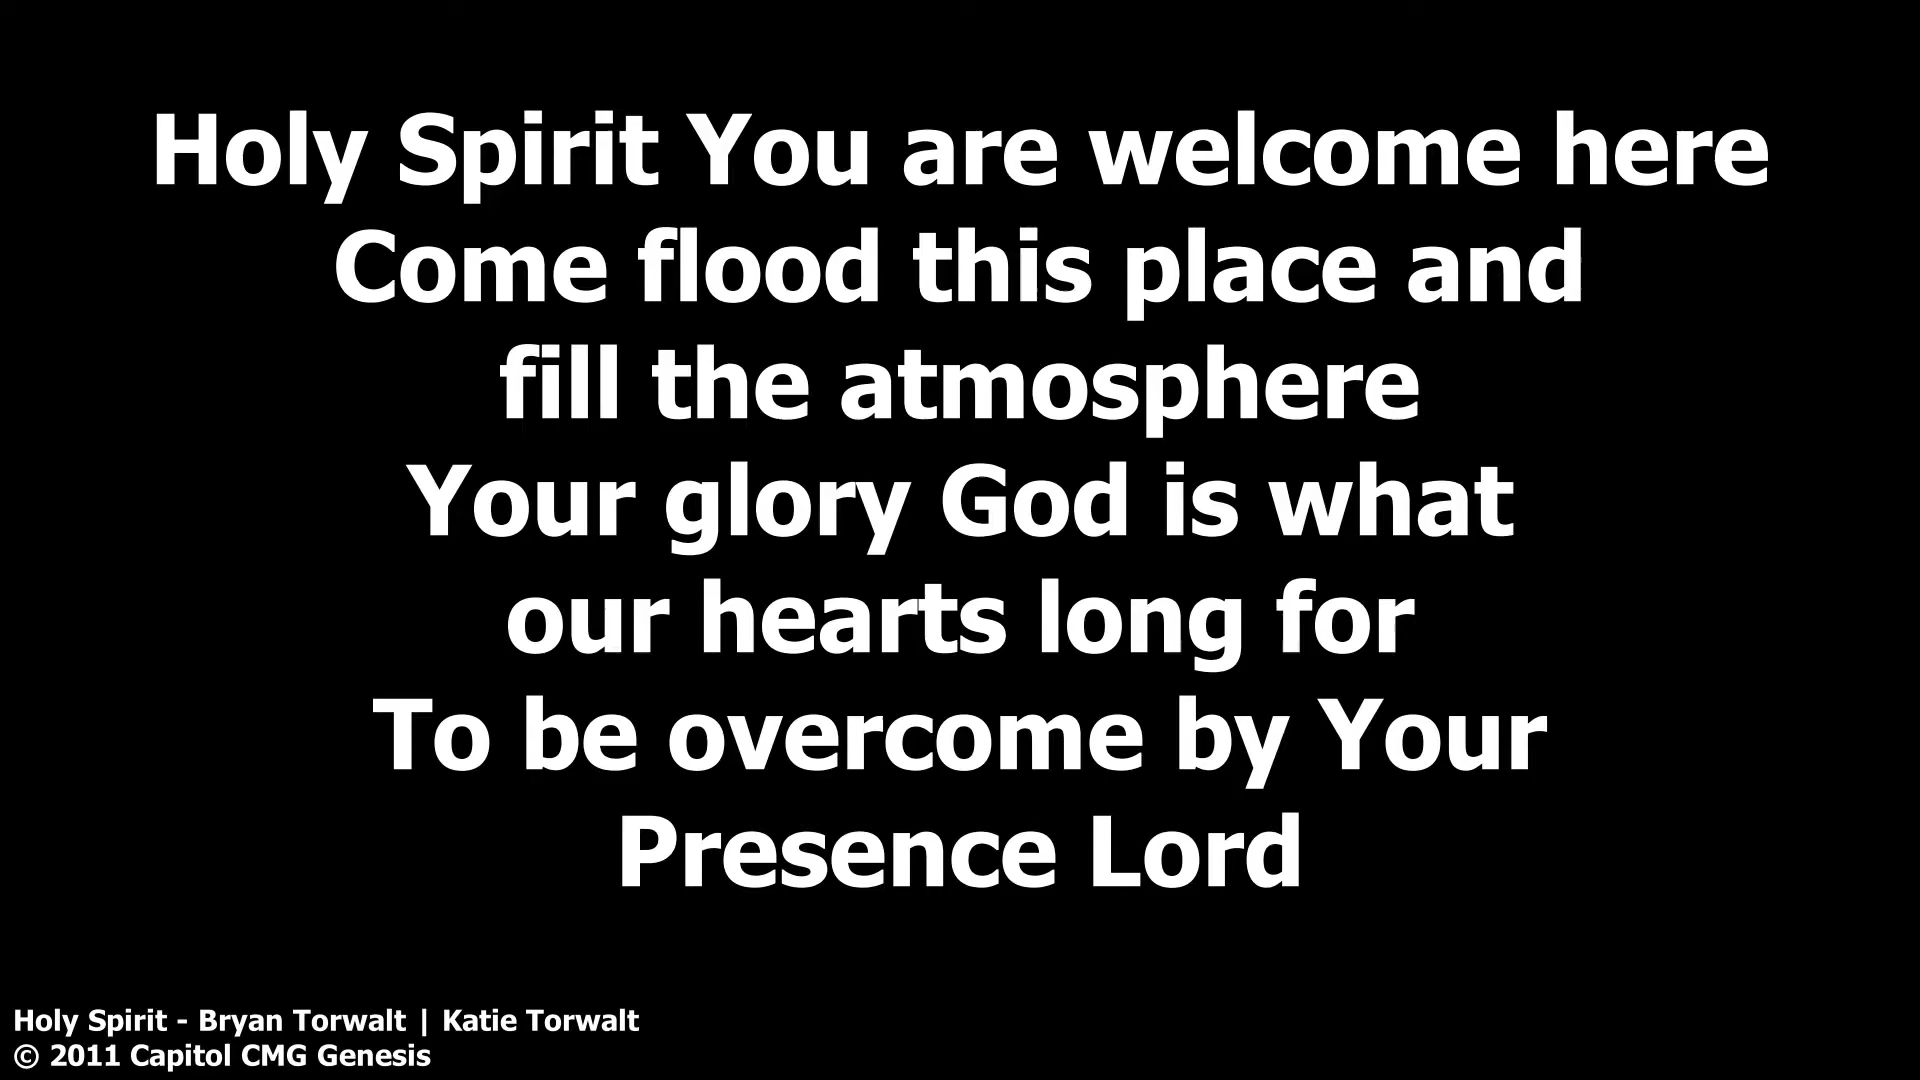 Holy Spirit You are welcome here
Come flood this place and
fill the atmosphere
Your glory God is what
our hearts long for
To be overcome by Your
Presence Lord
Holy Spirit - Bryan Torwalt | Katie Torwalt
© 2011 Capitol CMG Genesis